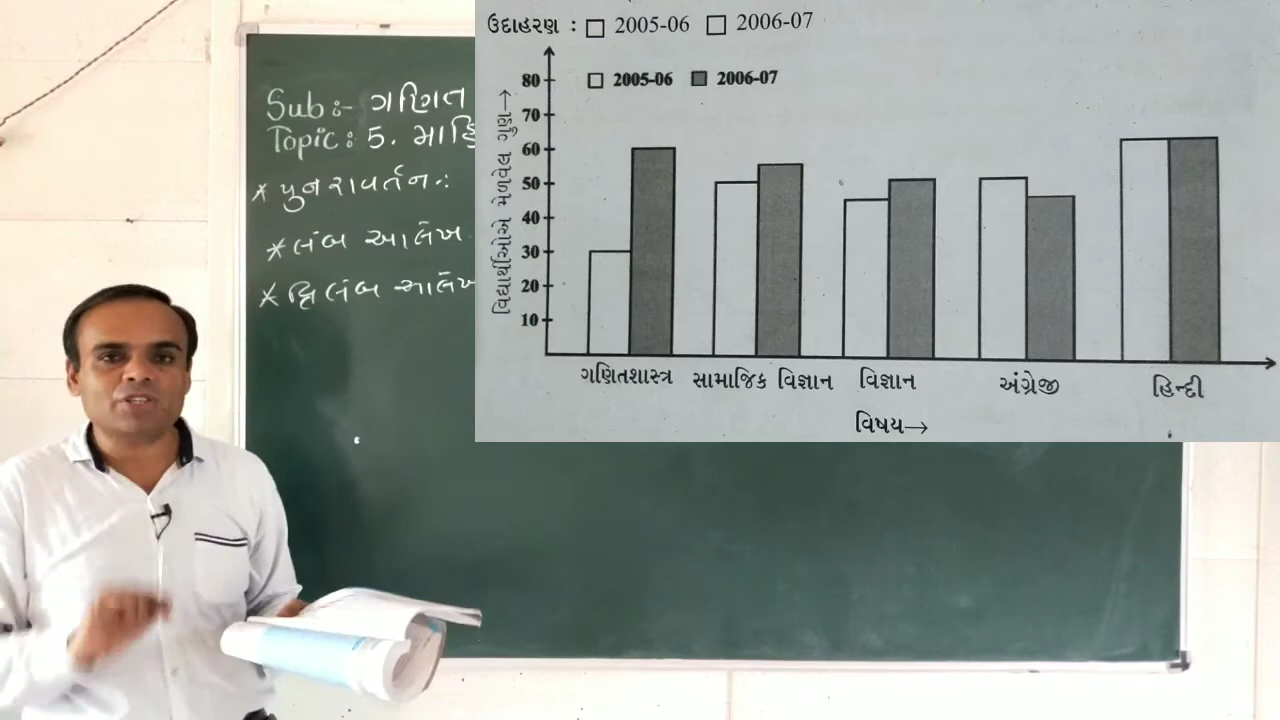 Sub :- ગણિત
Topic : 5. માહિ
* પુનરાવર્તન :
* લંબ આલેખ
* દ્વિલંબ આલેખ
ઉદાહરણ : 2005-06 2006-07
2005-06 2006-07
વિદ્યાર્થીઓએ મેળવેલ ગુણ→
80
70
60
50
40
30
20
10
ગણિતશાસ્ત્ર સામાજિક વિજ્ઞાન વિજ્ઞાન અંગ્રેજી હિન્દી
વિષય→